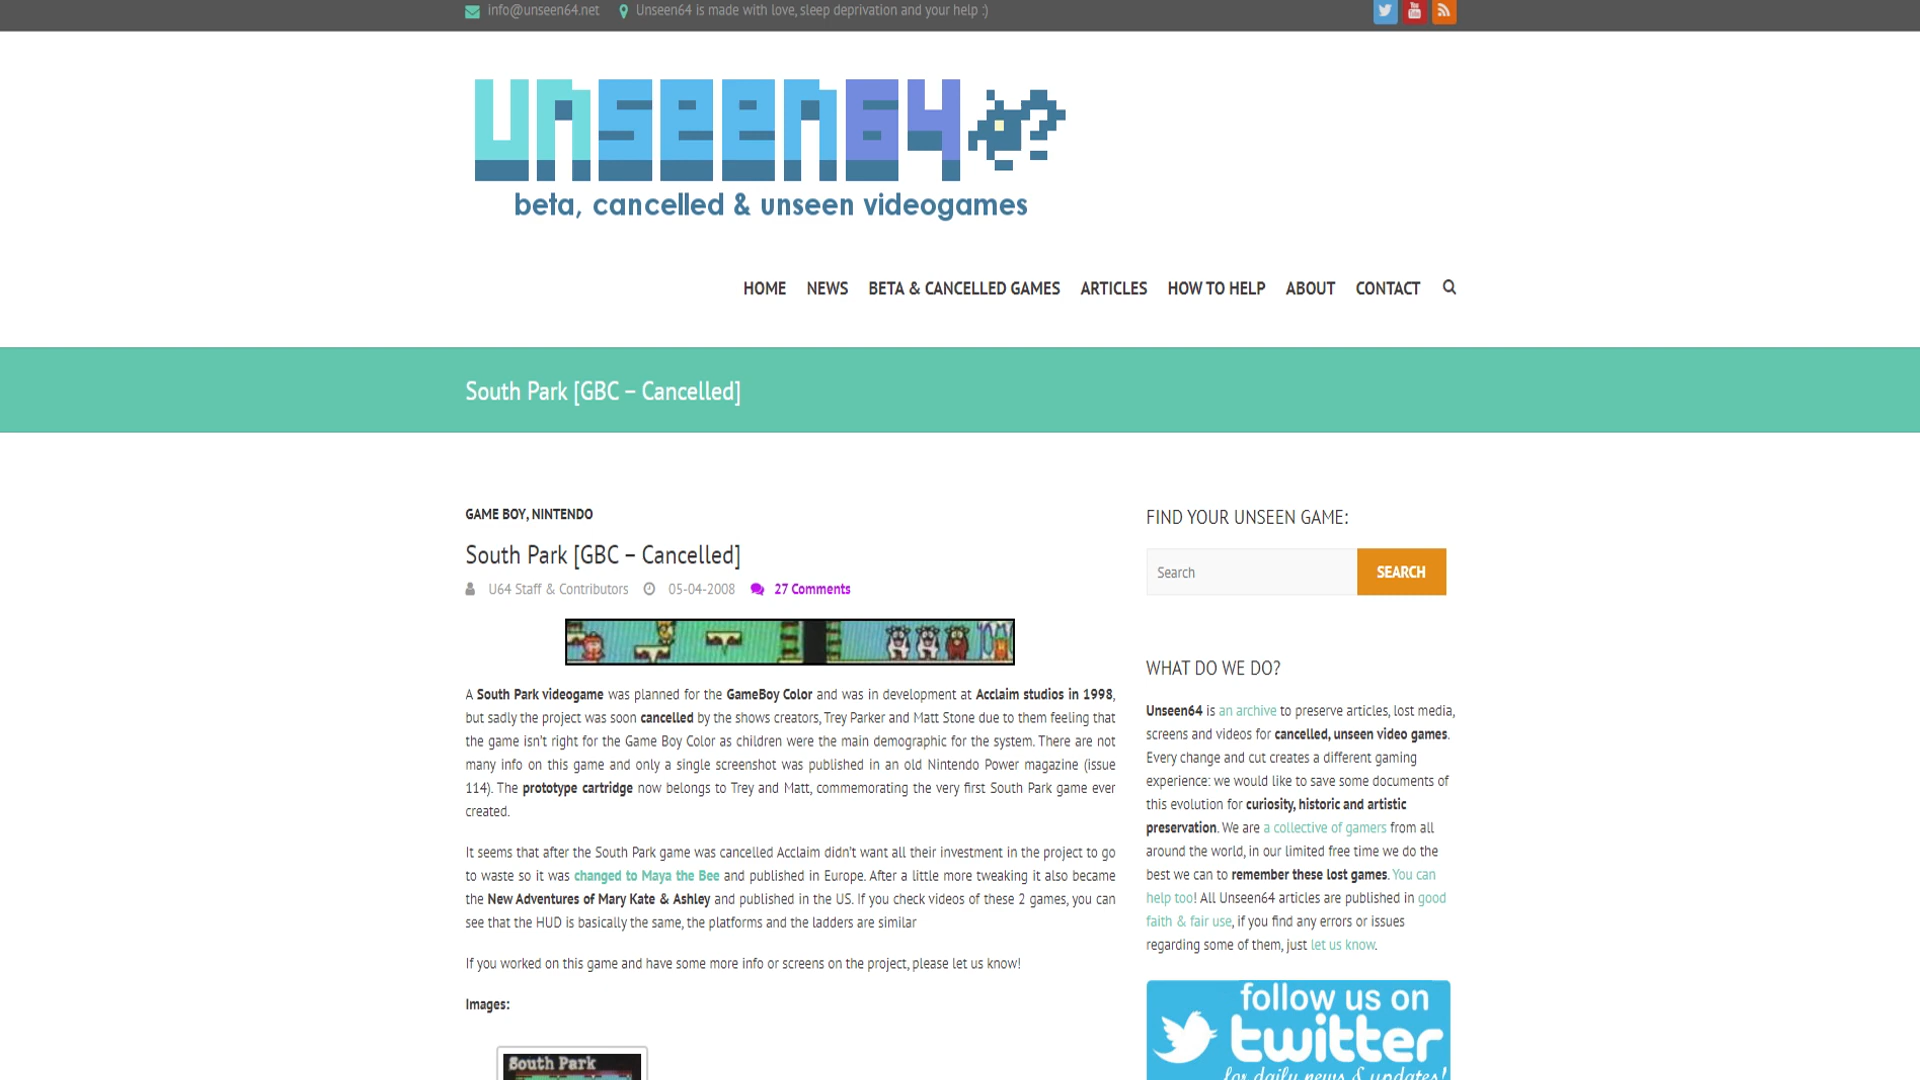 info@unseen64.net Unseen64 is made with love, sleep deprivation and your help :)
You Tube
unseen64
beta, cancelled & unseen videogames
HOME NEWS BETA & CANCELLED GAMES ARTICLES HOW TO HELP ABOUT CONTACT
South Park [GBC – Cancelled]
GAME BOY, NINTENDO
South Park [GBC – Cancelled]
U64 Staff & Contributors 05-04-2008 27 Comments
A South Park videogame was planned for the GameBoy Color and was in development at Acclaim studios in 1998,
but sadly the project was soon cancelled by the shows creators, Trey Parker and Matt Stone due to them feeling that
the game isn't right for the Game Boy Color as children were the main demographic for the system. There are not
many info on this game and only a single screenshot was published in an old Nintendo Power magazine (issue
114). The prototype cartridge now belongs to Trey and Matt, commemorating the very first South Park game ever
created.
It seems that after the South Park game was cancelled Acclaim didn't want all their investment in the project to go
to waste so it was changed to Maya the Bee and published in Europe. After a little more tweaking it also became
the New Adventures of Mary Kate & Ashley and published in the US. If you check videos of these 2 games, you can
see that the HUD is basically the same, the platforms and the ladders are similar
If you worked on this game and have some more info or screens on the project, please let us know!
Images:
South Park
FIND YOUR UNSEEN GAME:
Search SEARCH
WHAT DO WE DO?
Unseen64 is an archive to preserve articles, lost media,
screens and videos for cancelled, unseen video games.
Every change and cut creates a different gaming
experience: we would like to save some documents of
this evolution for curiosity, historic and artistic
preservation. We are a collective of gamers from all
around the world, in our limited free time we do the
best we can to remember these lost games. You can
help too! All Unseen64 articles are published in good
faith & fair use, if you find any errors or issues
regarding some of them, just let us know.
follow us on
twitter
for daily news & updates!